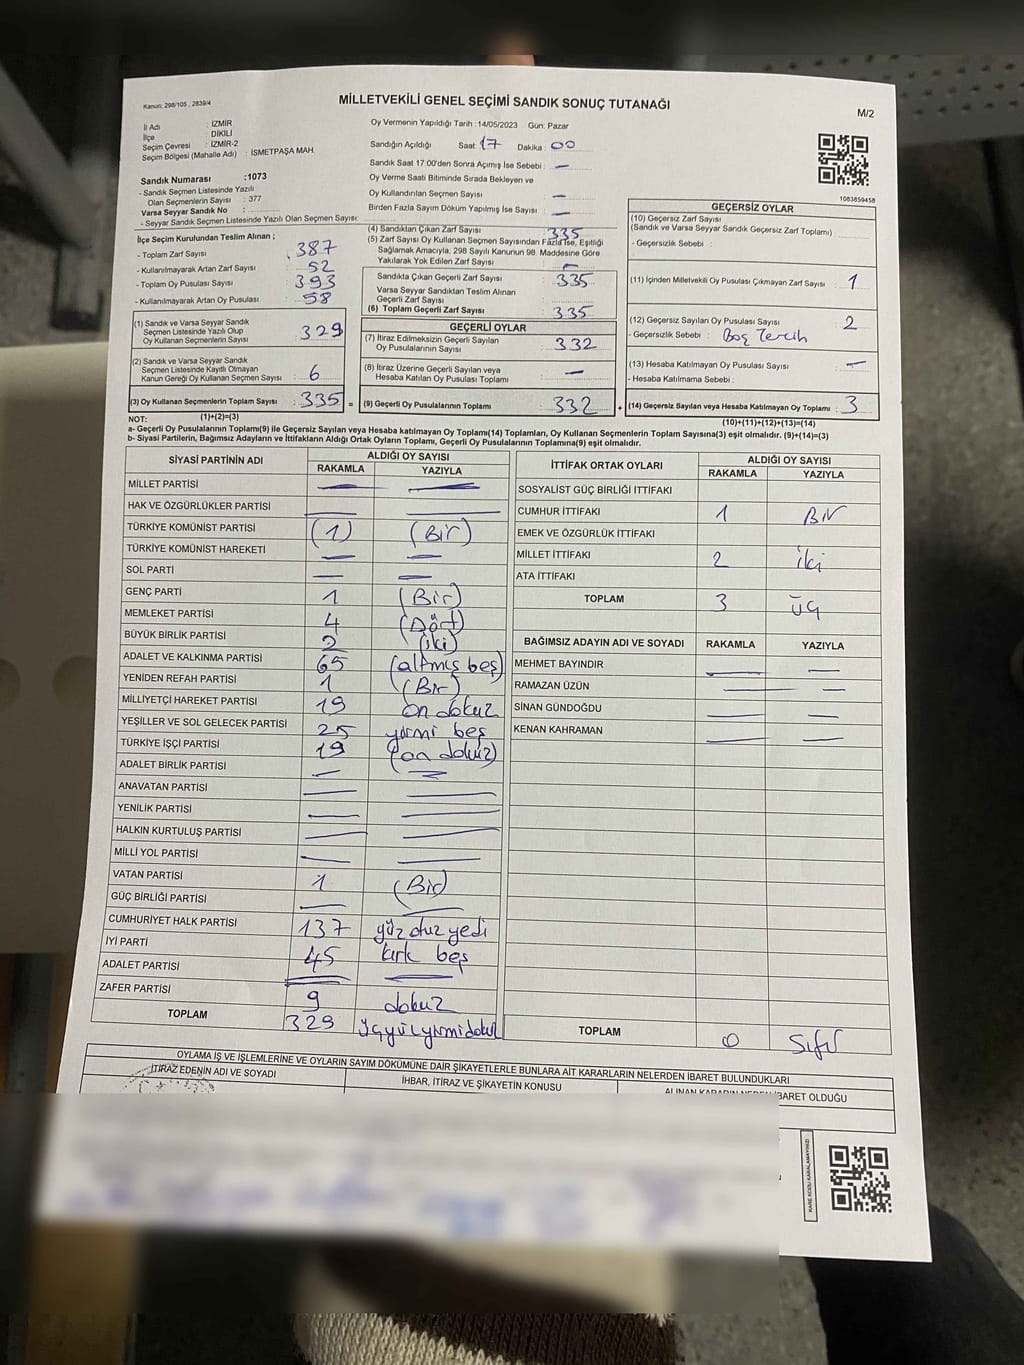 Kanun: 298/105 , 2839/4
MİLLETVEKİLİ GENEL SEÇİMİ SANDIK SONUÇ TUTANAĞI
M/2
İl Adı : İZMİR
İlçe : DİKİLİ
Seçim Çevresi : İZMİR-2
Seçim Bölgesi (Mahalle Adı) : İSMETPAŞA MAH.
Oy Vermenin Yapıldığı Tarih :14/05/2023 Gün: Pazar
Sandığın Açıldığı Saat :17 Dakika : 00
Sandık Saat 17:00'den Sonra Açımış İse Sebebi : —
Oy Verme Saati Bitiminde Sırada Bekleyen ve
Oy Kullandırılan Seçmen Sayısı : —
Birden Fazla Sayım Döküm Yapılmış İse Sayısı : —
Sandık Numarası :1073
- Sandık Seçmen Listesinde Yazılı
Olan Seçmenlerin Sayısı : 377
Varsa Seyyar Sandık No :
- Seyyar Sandık Seçmen Listesinde Yazılı Olan Seçmen Sayısı:
1083859458
İlçe Seçim Kurulundan Teslim Alınan ;
- Toplam Zarf Sayısı : 387
- Kullanılmayarak Artan Zarf Sayısı : 52
- Toplam Oy Pusulası Sayısı : 393
- Kullanılmayarak Artan Oy Pusulası : 58
(1) Sandık ve Varsa Seyyar Sandık
Seçmen Listesinde Yazılı Olup
Oy Kullanan Seçmenlerin Sayısı : 329
(2) Sandık ve Varsa Seyyar Sandık
Seçmen Listesinde Kayıtlı Olmayan
Kanun Gereği Oy Kullanan Seçmen Sayısı : 6
(3) Oy Kullanan Seçmenlerin Toplam Sayısı : 335 =
(1)+(2)=(3)
(4) Sandıktan Çıkan Zarf Sayısı : 335
(5) Zarf Sayısı Oy Kullanan Seçmen Sayısından Fazla İse, Eşitliği
Sağlamak Amacıyla, 298 Sayılı Kanunun 98. Maddesine Göre
Yakılarak Yok Edilen Zarf Sayısı : —
Sandıkta Çıkan Geçerli Zarf Sayısı : 335
Varsa Seyyar Sandıktan Teslim Alınan
Geçerli Zarf Sayısı :
(6) Toplam Geçerli Zarf Sayısı : 335
GEÇERLİ OYLAR
(7) İtiraz Edilmeksizin Geçerli Sayılan
Oy Pusulalarının Sayısı : 332
(8) İtiraz Üzerine Geçerli Sayılan veya
Hesaba Katılan Oy Pusulası Toplamı : —
(9) Geçerli Oy Pusulalarının Toplamı : 332 +
GEÇERSİZ OYLAR
(10) Geçersiz Zarf Sayısı
(Sandık ve Varsa Seyyar Sandık Geçersiz Zarf Toplamı) :
- Geçersizlik Sebebi :
(11) İçinden Milletvekili Oy Pusulası Çıkmayan Zarf Sayısı : 1
(12) Geçersiz Sayılan Oy Pusulası Sayısı : 2
- Geçersizlik Sebebi : Boş Tercih
(13) Hesaba Katılmayan Oy Pusulası Sayısı : —
- Hesaba Katılmama Sebebi :
(14) Geçersiz Sayılan veya Hesaba Katılmayan Oy Toplamı : 3
(10)+(11)+(12)+(13)=(14)
NOT:
a- Geçerli Oy Pusulalarının Toplamı(9) ile Geçersiz Sayılan veya Hesaba katılmayan Oy Toplamı(14) Toplamları, Oy Kullanan Seçmenlerin Toplam Sayısına(3) eşit olmalıdır. (9)+(14)=(3)
b- Siyasi Partilerin, Bağımsız Adayların ve İttifakların Aldığı Ortak Oyların Toplamı, Geçerli Oy Pusulalarının Toplamına(9) eşit olmalıdır.
SİYASİ PARTİNİN ADI ALDIĞI OY SAYISI
RAKAMLA YAZIYLA
MİLLET PARTİSİ — —
HAK VE ÖZGÜRLÜKLER PARTİSİ — —
TÜRKİYE KOMÜNİST PARTİSİ (1) (Bir)
TÜRKİYE KOMÜNİST HAREKETİ — —
SOL PARTİ — —
GENÇ PARTİ 1 (Bir)
MEMLEKET PARTİSİ 4 (Dört)
BÜYÜK BİRLİK PARTİSİ 2 (iki)
ADALET VE KALKINMA PARTİSİ 65 (altmış beş)
YENİDEN REFAH PARTİSİ 1 (Bir)
MİLLİYETÇİ HAREKET PARTİSİ 19 on dokuz
YEŞİLLER VE SOL GELECEK PARTİSİ 25 yirmi beş
TÜRKİYE İŞÇİ PARTİSİ 19 (on dokuz)
ADALET BİRLİK PARTİSİ — —
ANAVATAN PARTİSİ — —
YENİLİK PARTİSİ — —
HALKIN KURTULUŞ PARTİSİ — —
MİLLİ YOL PARTİSİ — —
VATAN PARTİSİ 1 (Bir)
GÜÇ BİRLİĞİ PARTİSİ — —
CUMHURİYET HALK PARTİSİ 137 yüz otuz yedi
İYİ PARTİ 45 kırk beş
ADALET PARTİSİ — —
ZAFER PARTİSİ 9 dokuz
TOPLAM 329 üçyüzyirmidokuz
İTTİFAK ORTAK OYLARI ALDIĞI OY SAYISI
RAKAMLA YAZIYLA
SOSYALİST GÜÇ BİRLİĞİ İTTİFAKI
CUMHUR İTTİFAKI 1 Bir
EMEK VE ÖZGÜRLÜK İTTİFAKI
MİLLET İTTİFAKI 2 iki
ATA İTTİFAKI
TOPLAM 3 üç
BAĞIMSIZ ADAYIN ADI VE SOYADI RAKAMLA YAZIYLA
MEHMET BAYINDIR — —
RAMAZAN ÜZÜN — —
SİNAN GÜNDOĞDU — —
KENAN KAHRAMAN — —
TOPLAM 0 Sıfır
OYLAMA İŞ VE İŞLEMLERİNE VE OYLARIN SAYIM DÖKÜMÜNE DAİR ŞİKAYETLERLE BUNLARA AİT KARARLARIN NELERDEN İBARET BULUNDUKLARI
İTİRAZ EDENİN ADI VE SOYADI
İHBAR, İTİRAZ VE ŞİKAYETİN KONUSU
ALINAN KARARIN NEDEN İBARET OLDUĞU
KARE KODU KARALAMAYINIZ!